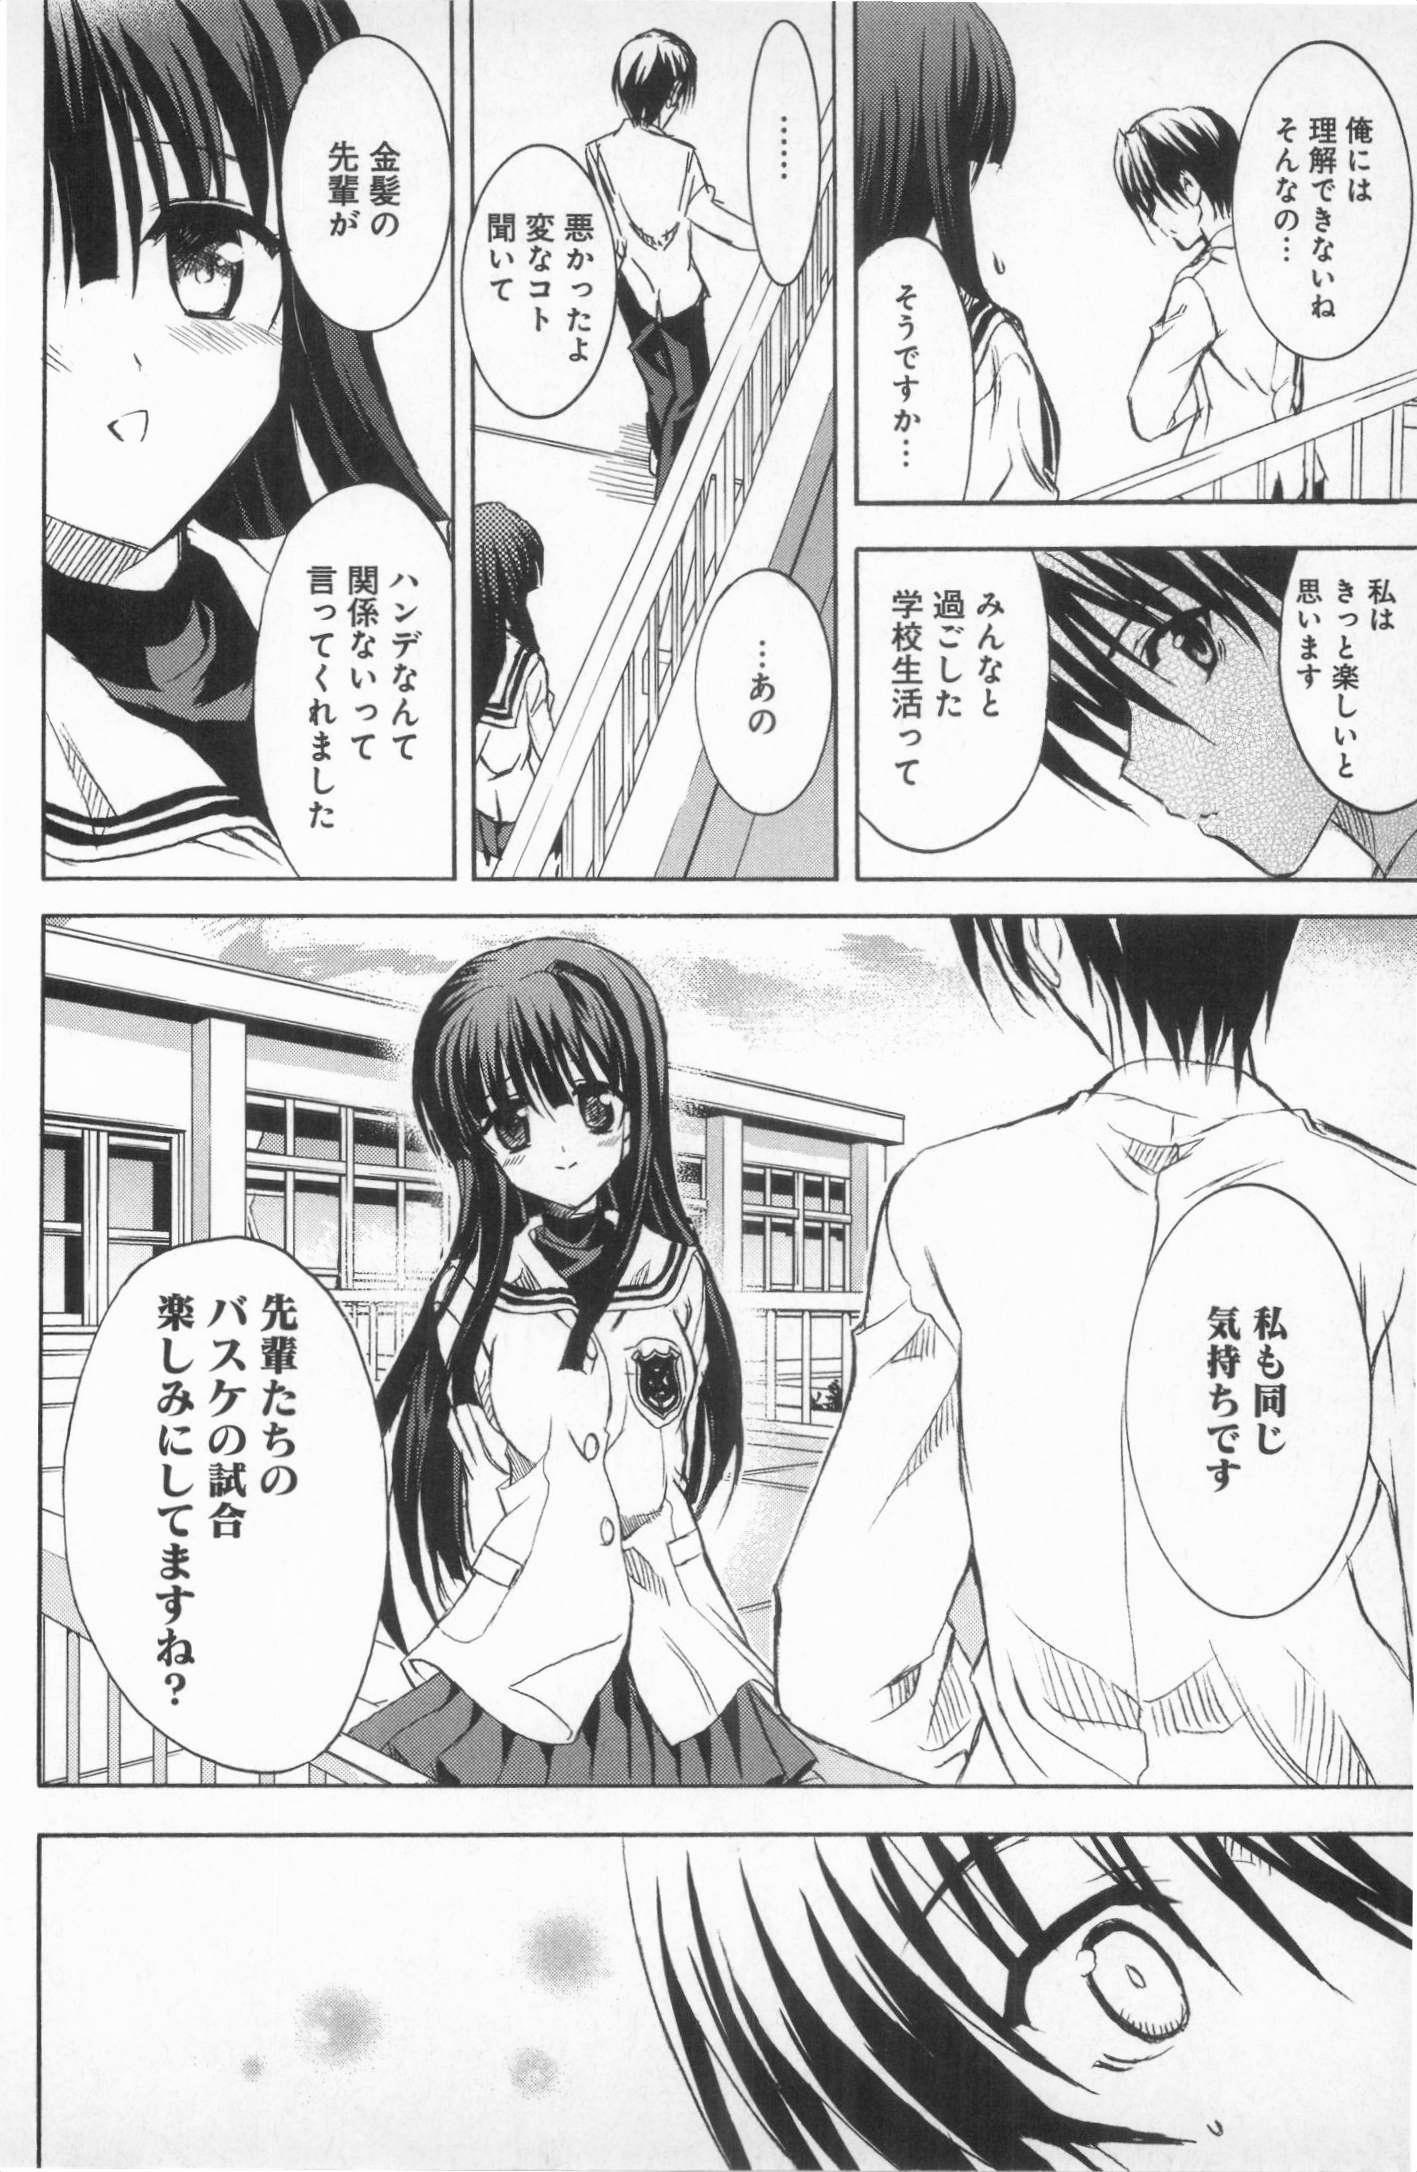 俺には
理解できないね
そんなの…
そうですか…
私は
きっと楽しいと
思います
みんなと
過ごした
学校生活って
……
悪かったよ
変なコト
聞いて
…あの
金髪の
先輩が
ハンデなんて
関係ないって
言ってくれました
私も同じ
気持ちです
先輩たちの
バスケの試合
楽しみにしてますね?